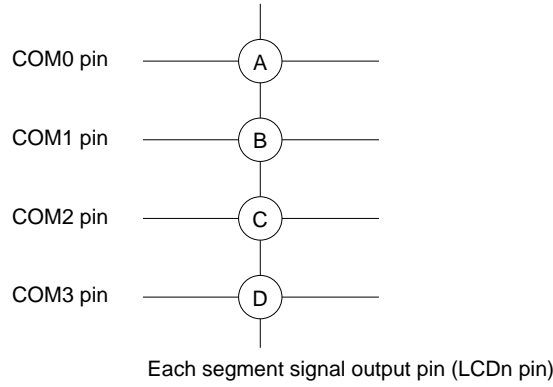 COM0 pin
A
COM1 pin
B
COM2 pin
C
COM3 pin
D
Each segment signal output pin (LCDn pin)